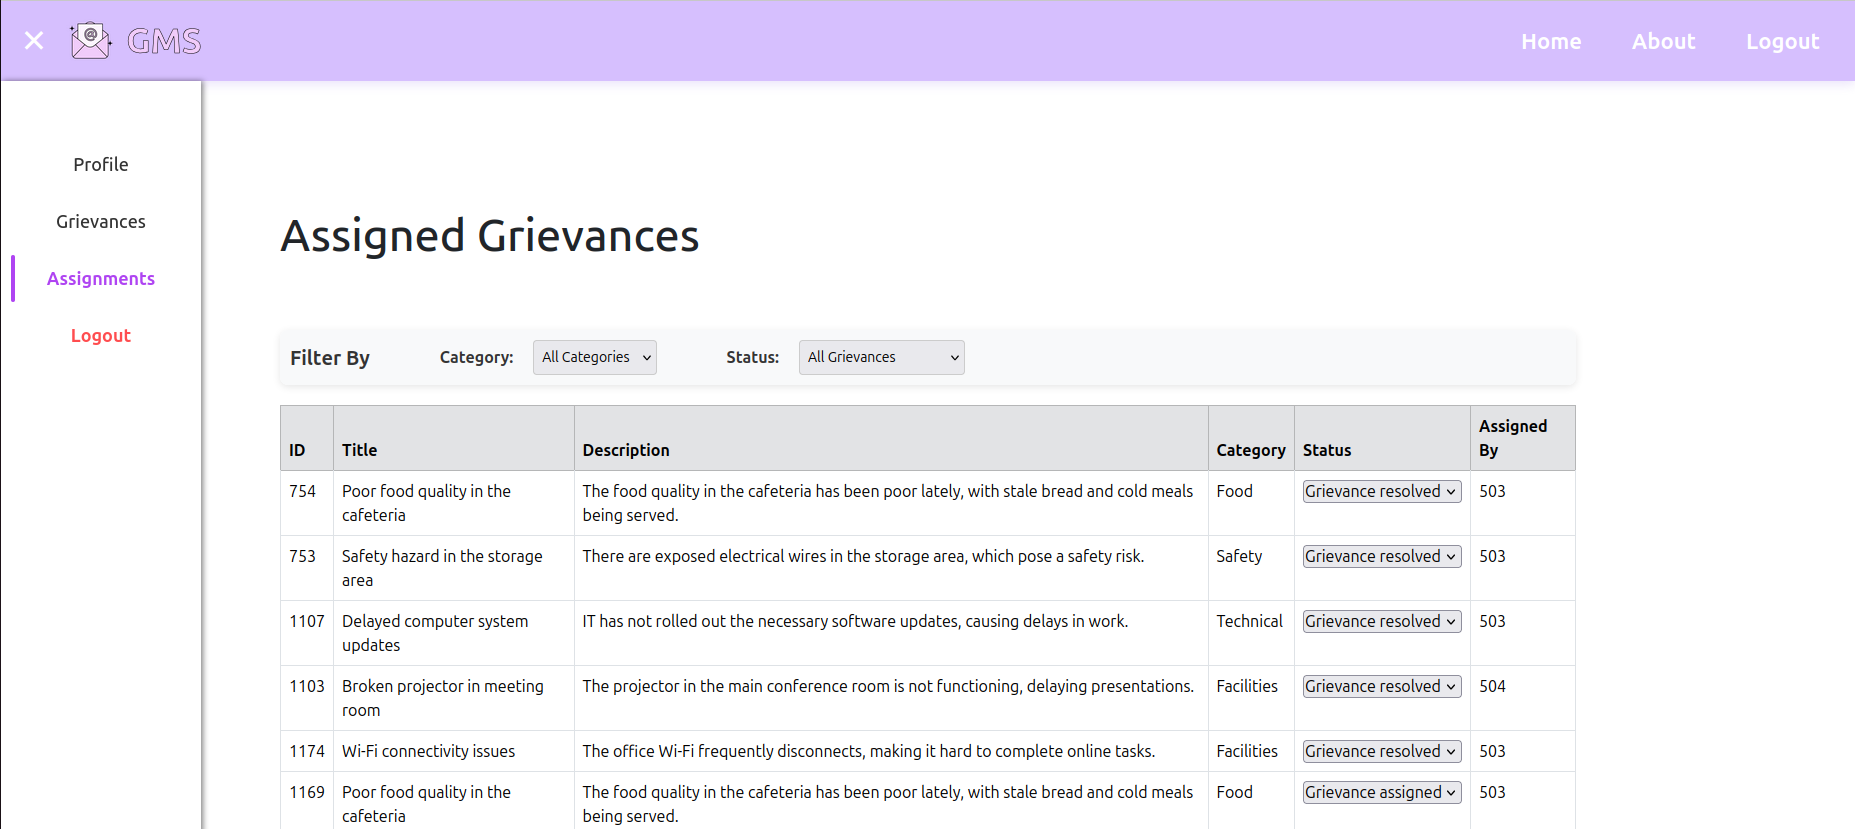 GMS
Home About Logout
Profile
Grievances
Assignments
Logout
Assigned Grievances
Filter By Category: All Categories Status: All Grievances
ID Title Description Category Status Assigned By
754 Poor food quality in the The food quality in the cafeteria has been poor lately, with stale bread and cold meals Food Grievance resolved 503
cafeteria being served.
753 Safety hazard in the storage There are exposed electrical wires in the storage area, which pose a safety risk. Safety Grievance resolved 503
area
1107 Delayed computer system IT has not rolled out the necessary software updates, causing delays in work. Technical Grievance resolved 503
updates
1103 Broken projector in meeting The projector in the main conference room is not functioning, delaying presentations. Facilities Grievance resolved 504
room
1174 Wi-Fi connectivity issues The office Wi-Fi frequently disconnects, making it hard to complete online tasks. Facilities Grievance resolved 503
1169 Poor food quality in the The food quality in the cafeteria has been poor lately, with stale bread and cold meals Food Grievance assigned 503
cafeteria being served.